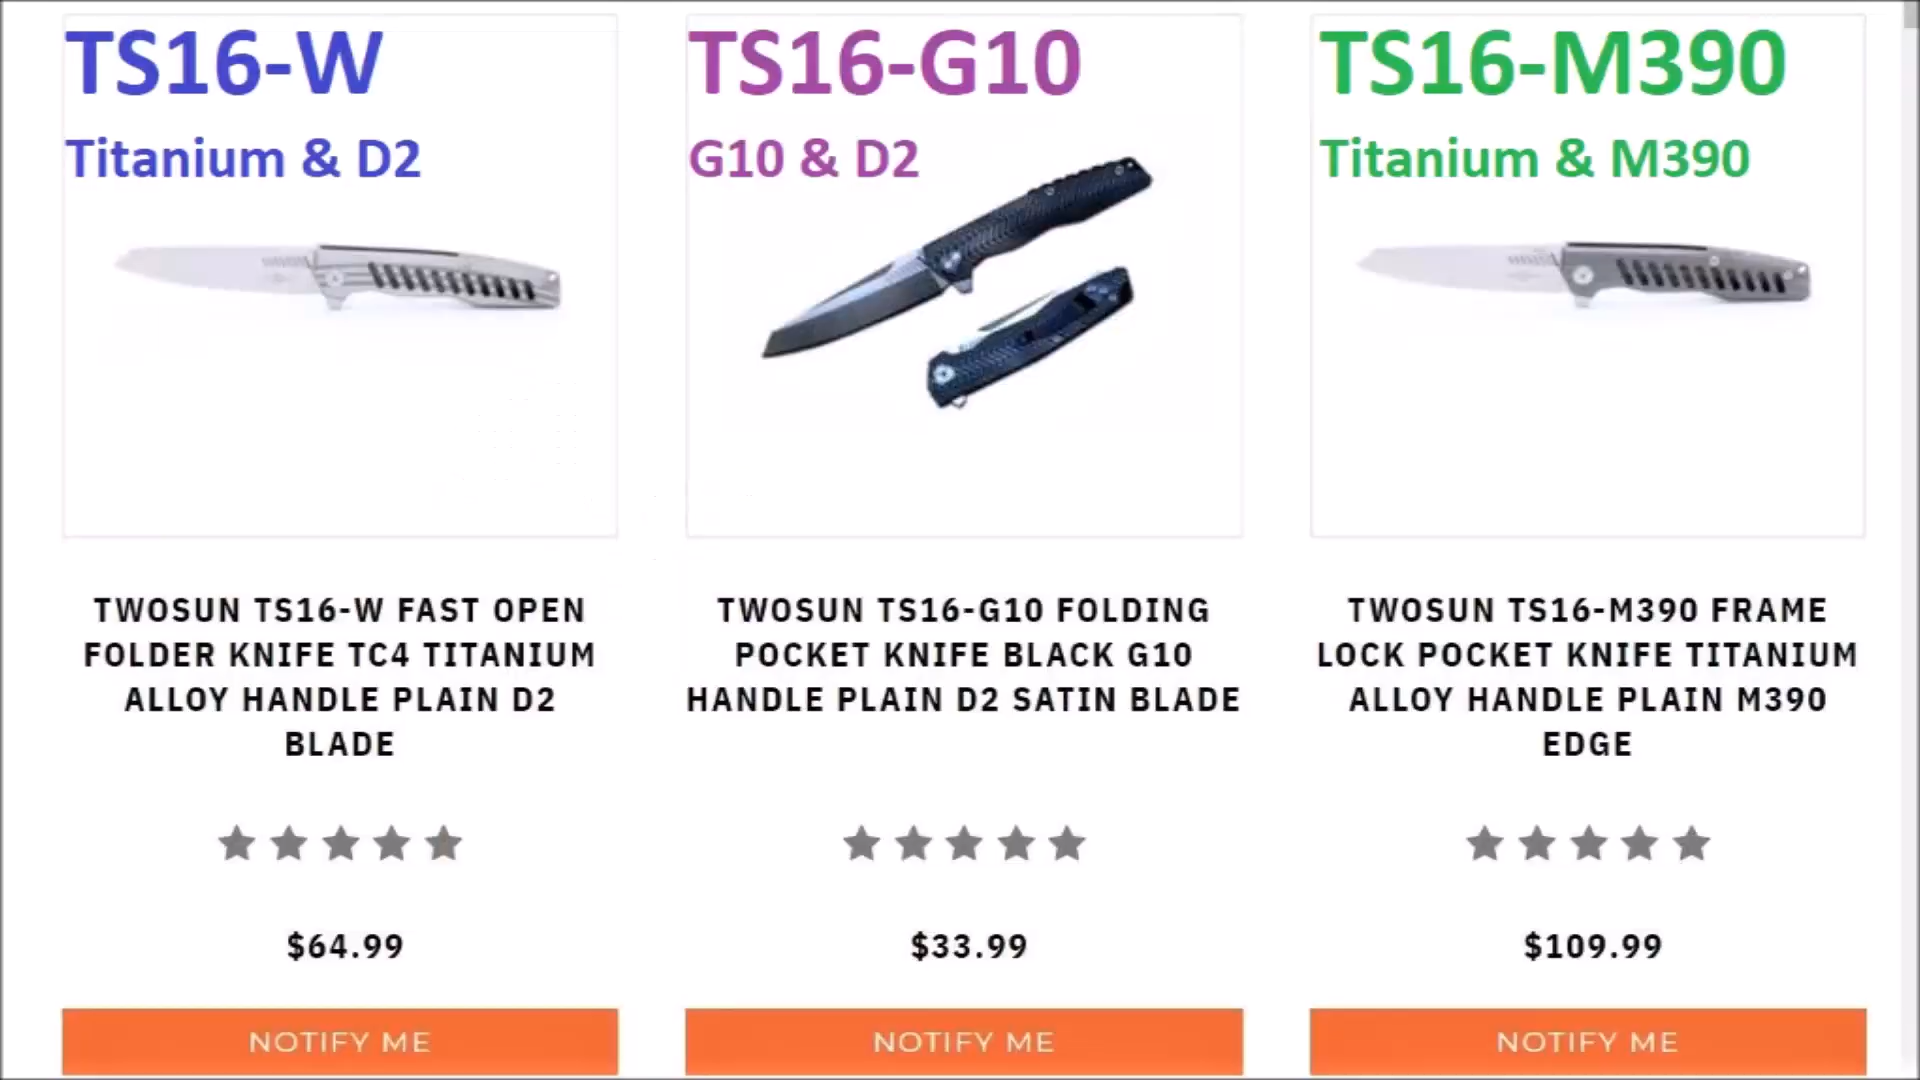 TS16-W
Titanium & D2
TWOSUN TS16-W FAST OPEN
FOLDER KNIFE TC4 TITANIUM
ALLOY HANDLE PLAIN D2
BLADE
$64.99
NOTIFY ME
TS16-G10
G10 & D2
TWOSUN TS16-G10 FOLDING
POCKET KNIFE BLACK G10
HANDLE PLAIN D2 SATIN BLADE
$33.99
NOTIFY ME
TS16-M390
Titanium & M390
TWOSUN TS16-M390 FRAME
LOCK POCKET KNIFE TITANIUM
ALLOY HANDLE PLAIN M390
EDGE
$109.99
NOTIFY ME